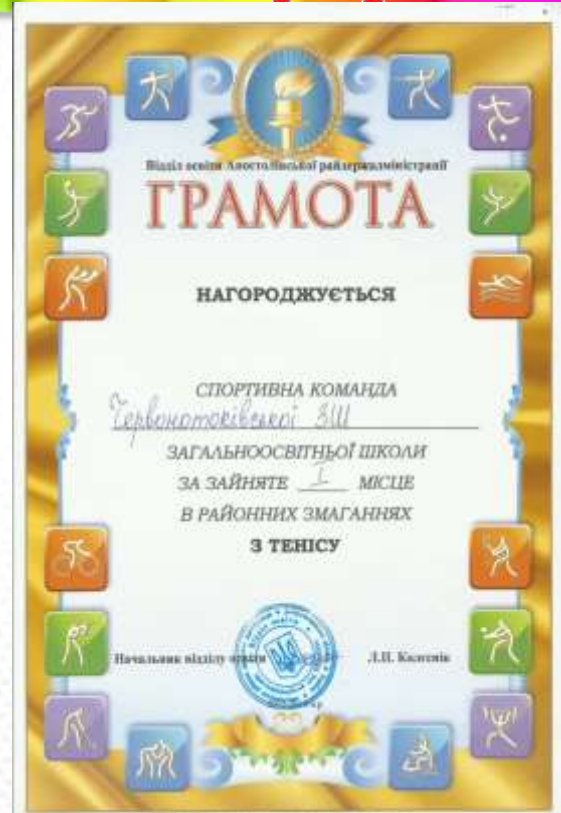 Відділ освіти Апостолівської райдержадміністрації
ГРАМОТА
НАГОРОДЖУЄТЬСЯ
СПОРТИВНА КОМАНДА
Червонотоківської ЗШ
ЗАГАЛЬНООСВІТНЬОЇ ШКОЛИ
ЗА ЗАЙНЯТЕ I МІСЦЕ
В РАЙОННИХ ЗМАГАННЯХ
З ТЕНІСУ
Начальник відділу освіти Л.П. Колєснік